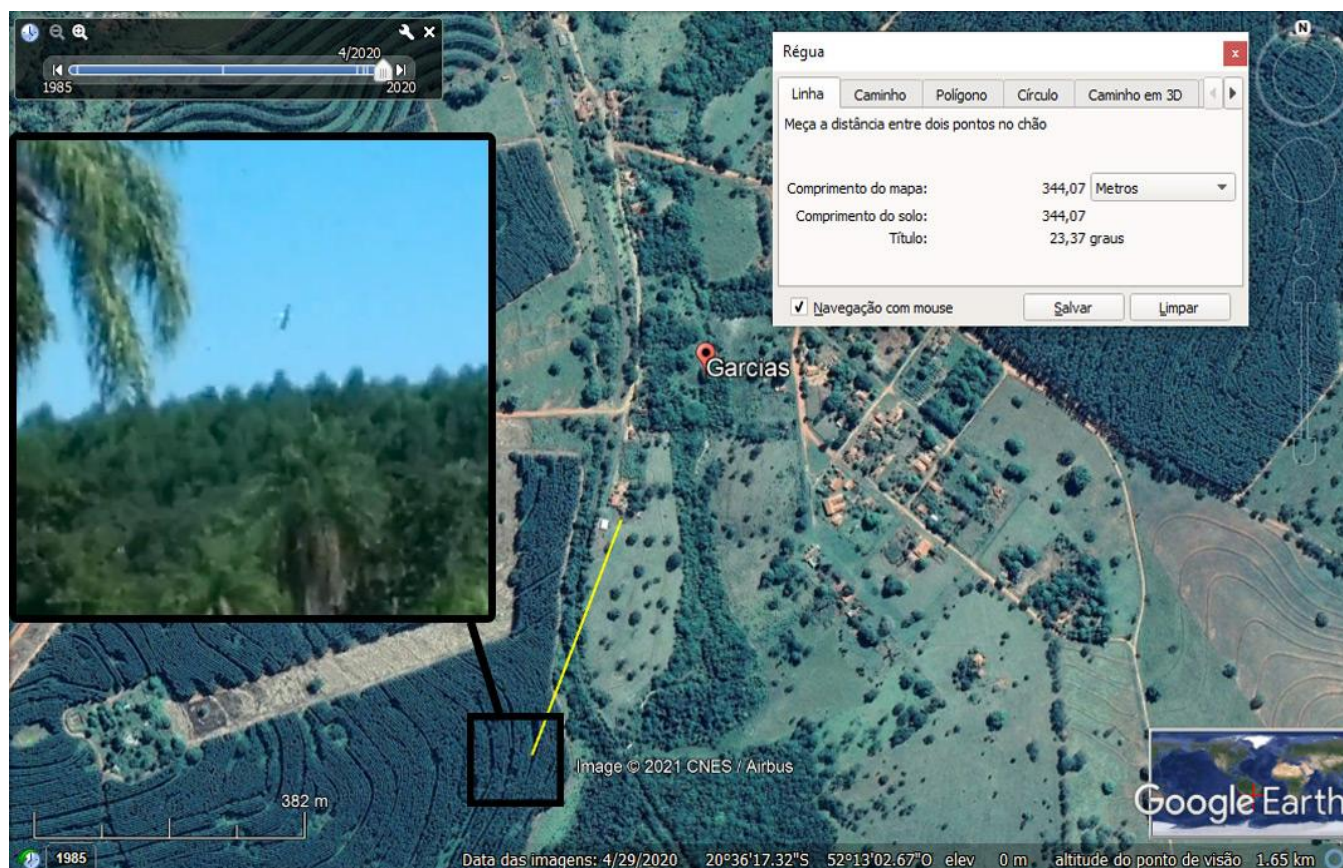 4/2020
1985
2020
Régua
x
Linha
Caminho
Polígono
Círculo
Caminho em 3D
Meça a distância entre dois pontos no chão
Comprimento do mapa:
344,07
Metros
Comprimento do solo:
344,07
Título:
23,37 graus
Navegação com mouse
Salvar
Limpar
N
Garcias
Image © 2021 CNES / Airbus
382 m
Google Earth
1985
Data das imagens: 4/29/2020 20°36'17.32"S 52°13'02.67"O elev 0 m altitude do ponto de visão 1.65 km